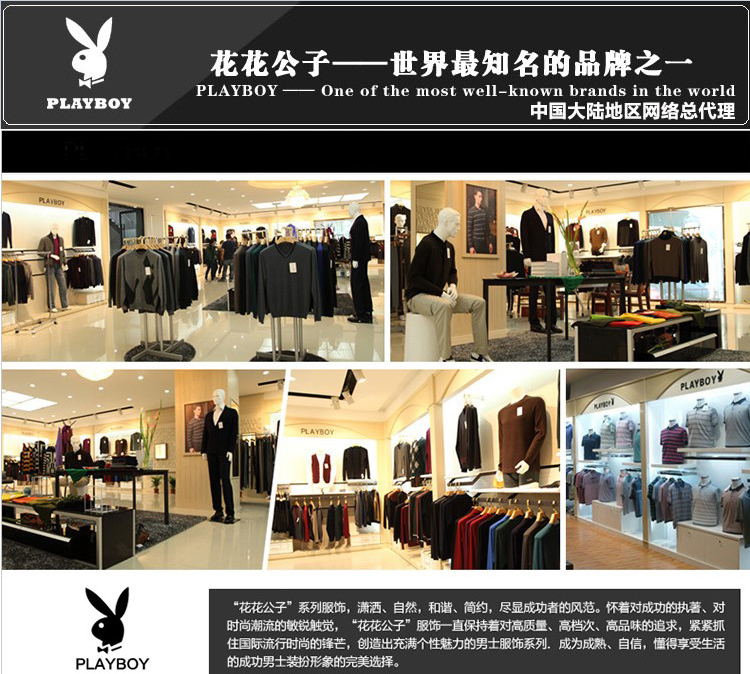 花花公子——世界最知名的品牌之一
PLAYBOY —— One of the most well-known brands in the world
PLAYBOY
中国大陆地区网络总代理
PLAYBOY
PLAYBOY
PLAYBOY
PLAYBOY
PLAYBOY
“花花公子”系列服饰，潇洒、自然，和谐、简约，尽显成功者的风范。怀着对成功的执著、对
时尚潮流的敏锐触觉，“花花公子”服饰一直保持着对高质量、高档次、高品味的追求，紧紧抓
住国际流行时尚的锋芒，创造出充满个性魅力的男士服饰系列．成为成熟、自信，懂得享受生活
的成功男士装扮形象的完美选择。
PLAYBOY